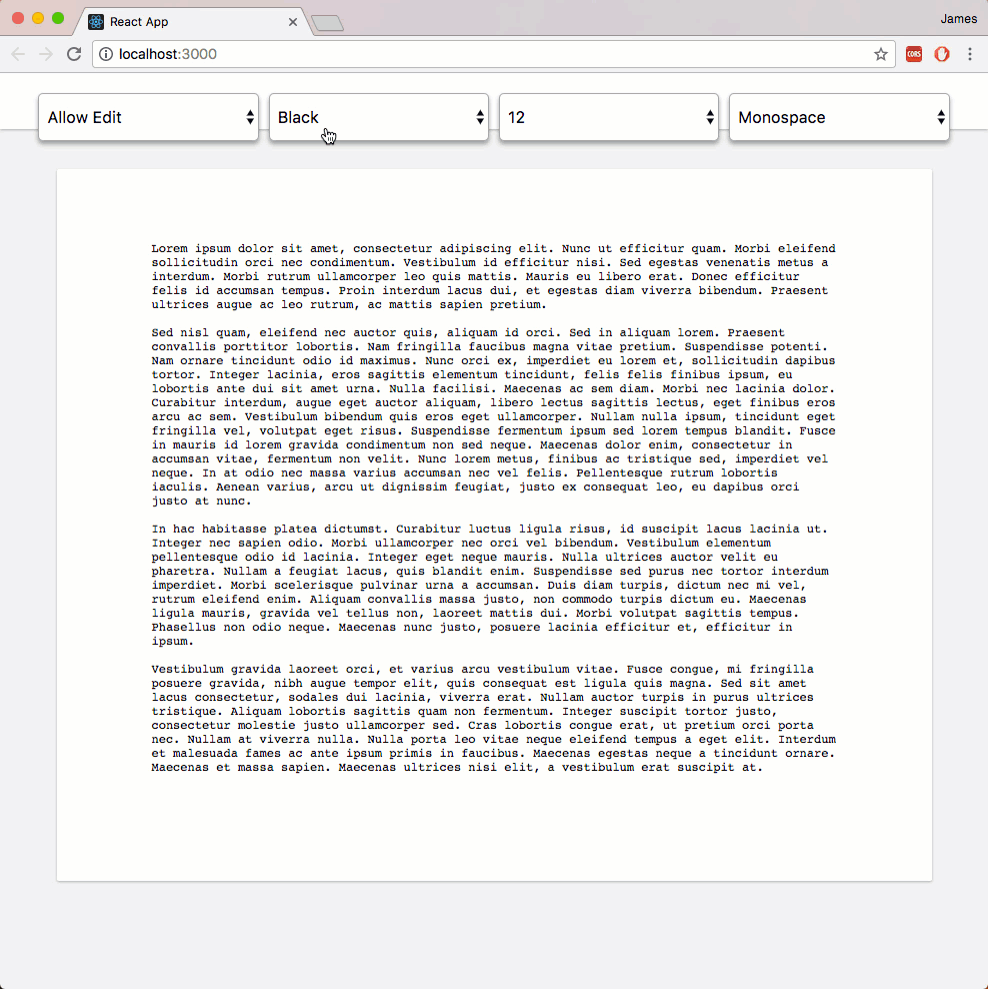 React App
James
localhost:3000
CORS
Allow Edit
Black
12
Monospace
Lorem ipsum dolor sit amet, consectetur adipiscing elit. Nunc ut efficitur quam. Morbi eleifend
sollicitudin orci nec condimentum. Vestibulum id efficitur nisi. Sed egestas venenatis metus a
interdum. Morbi rutrum ullamcorper leo quis mattis. Mauris eu libero erat. Donec efficitur
felis id accumsan tempus. Proin interdum lacus dui, et egestas diam viverra bibendum. Praesent
ultrices augue ac leo rutrum, ac mattis sapien pretium.
Sed nisl quam, eleifend nec auctor quis, aliquam id orci. Sed in aliquam lorem. Praesent
convallis porttitor lobortis. Nam fringilla faucibus magna vitae pretium. Suspendisse potenti.
Nam ornare tincidunt odio id maximus. Nunc orci ex, imperdiet eu lorem et, sollicitudin dapibus
tortor. Integer lacinia, eros sagittis elementum tincidunt, felis felis finibus ipsum, eu
lobortis ante dui sit amet urna. Nulla facilisi. Maecenas ac sem diam. Morbi nec lacinia dolor.
Curabitur interdum, augue eget auctor aliquam, libero lectus sagittis lectus, eget finibus eros
arcu ac sem. Vestibulum bibendum quis eros eget ullamcorper. Nullam nulla ipsum, tincidunt eget
fringilla vel, volutpat eget risus. Suspendisse fermentum ipsum sed lorem tempus blandit. Fusce
in mauris id lorem gravida condimentum non sed neque. Maecenas dolor enim, consectetur in
accumsan vitae, fermentum non velit. Nunc lorem metus, finibus ac tristique sed, imperdiet vel
neque. In at odio nec massa varius accumsan nec vel felis. Pellentesque rutrum lobortis
iaculis. Aenean varius, arcu ut dignissim feugiat, justo ex consequat leo, eu dapibus orci
justo at nunc.
In hac habitasse platea dictumst. Curabitur luctus ligula risus, id suscipit lacus lacinia ut.
Integer nec sapien odio. Morbi ullamcorper nec orci vel bibendum. Vestibulum elementum
pellentesque odio id lacinia. Integer eget neque mauris. Nulla ultrices auctor velit eu
pharetra. Nullam a feugiat lacus, quis blandit enim. Suspendisse sed purus nec tortor interdum
imperdiet. Morbi scelerisque pulvinar urna a accumsan. Duis diam turpis, dictum nec mi vel,
rutrum eleifend enim. Aliquam convallis massa justo, non commodo turpis dictum eu. Maecenas
ligula mauris, gravida vel tellus non, laoreet mattis dui. Morbi volutpat sagittis tempus.
Phasellus non odio neque. Maecenas nunc justo, posuere lacinia efficitur et, efficitur in
ipsum.
Vestibulum gravida laoreet orci, et varius arcu vestibulum vitae. Fusce congue, mi fringilla
posuere gravida, nibh augue tempor elit, quis consequat est ligula quis magna. Sed sit amet
lacus consectetur, sodales dui lacinia, viverra erat. Nullam auctor turpis in purus ultrices
tristique. Aliquam lobortis sagittis quam non fermentum. Integer suscipit tortor justo,
consectetur molestie justo ullamcorper sed. Cras lobortis congue erat, ut pretium orci porta
nec. Nullam at viverra nulla. Nulla porta leo vitae neque eleifend tempus a eget elit. Interdum
et malesuada fames ac ante ipsum primis in faucibus. Maecenas egestas neque a tincidunt ornare.
Maecenas et massa sapien. Maecenas ultrices nisi elit, a vestibulum erat suscipit at.